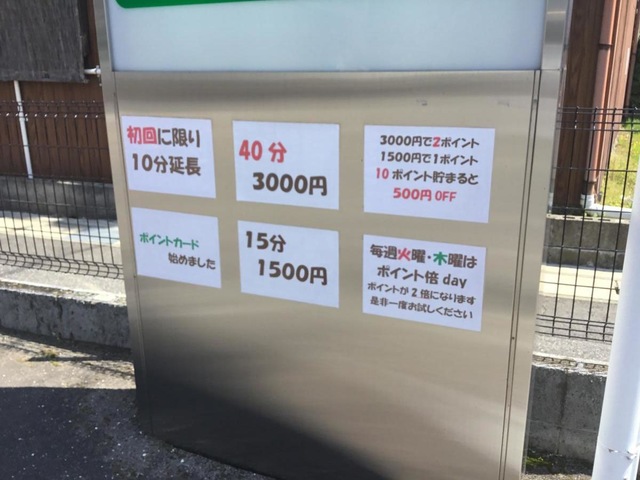 初回に限り
10分延長
40分
3000円
3000円で2ポイント
1500円で1ポイント
10ポイント貯まると
500円OFF
ポイントカード
始めました
15分
1500円
毎週火曜・木曜は
ポイント倍day
ポイントが2倍になります
是非一度お試しください